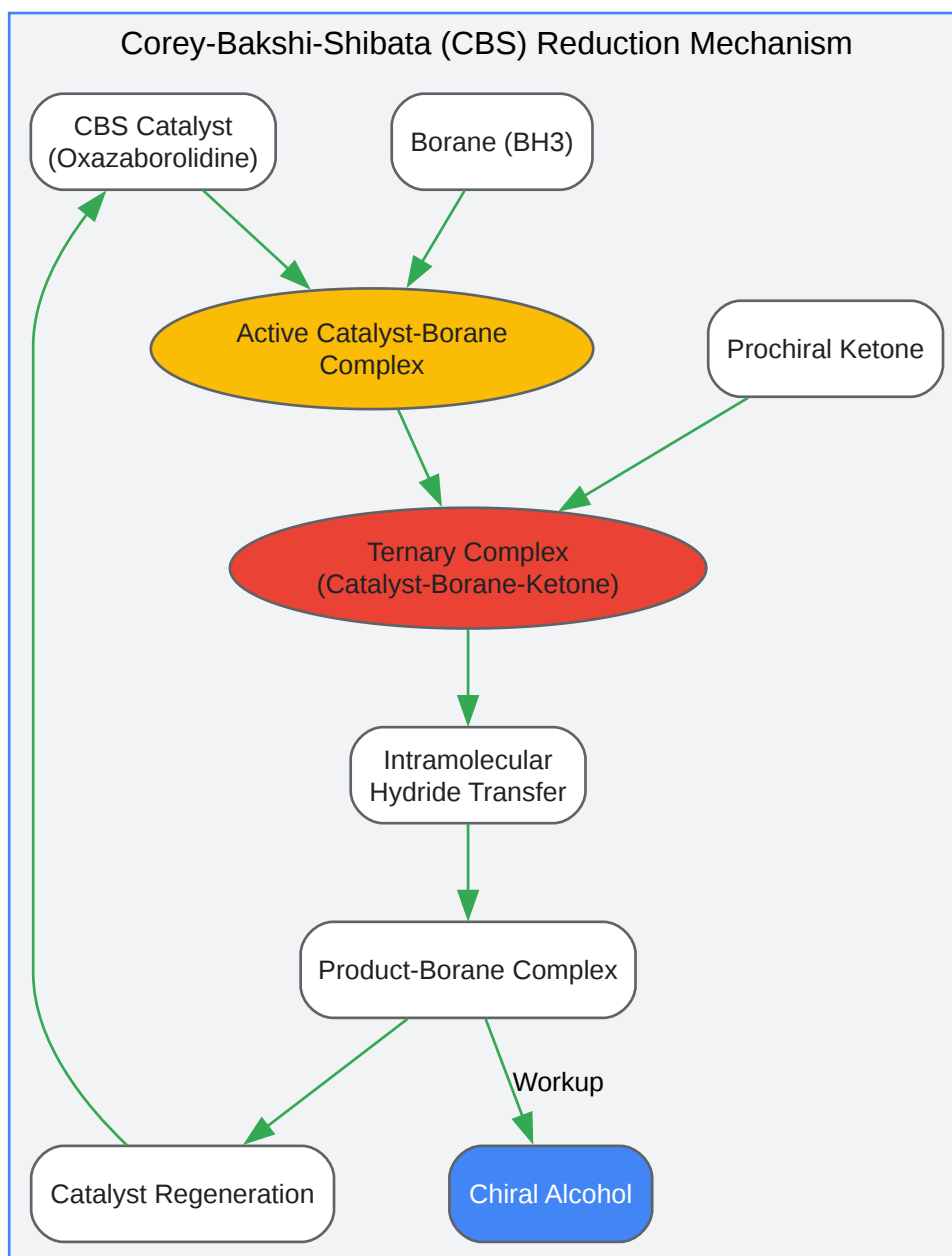 Corey-Bakshi-Shibata (CBS) Reduction Mechanism
CBS Catalyst
(Oxazaborolidine)
Borane (BH3)
Active Catalyst-Borane
Complex
Prochiral Ketone
Ternary Complex
(Catalyst-Borane-Ketone)
Intramolecular
Hydride Transfer
Product-Borane Complex
Workup
Catalyst Regeneration
Chiral Alcohol